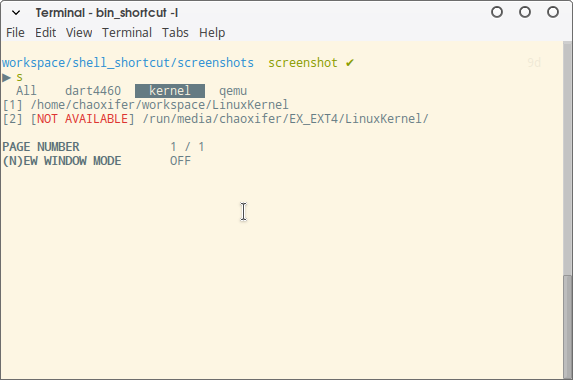 Terminal - bin_shortcut -l
File Edit View Terminal Tabs Help
workspace/shell_shortcut/screenshots screenshot ✔ 9d
▶ s
All dart4460 kernel qemu
[1] /home/chaoxifer/workspace/LinuxKernel
[2] [NOT AVAILABLE] /run/media/chaoxifer/EX_EXT4/LinuxKernel/
PAGE NUMBER 1 / 1
(N)EW WINDOW MODE OFF